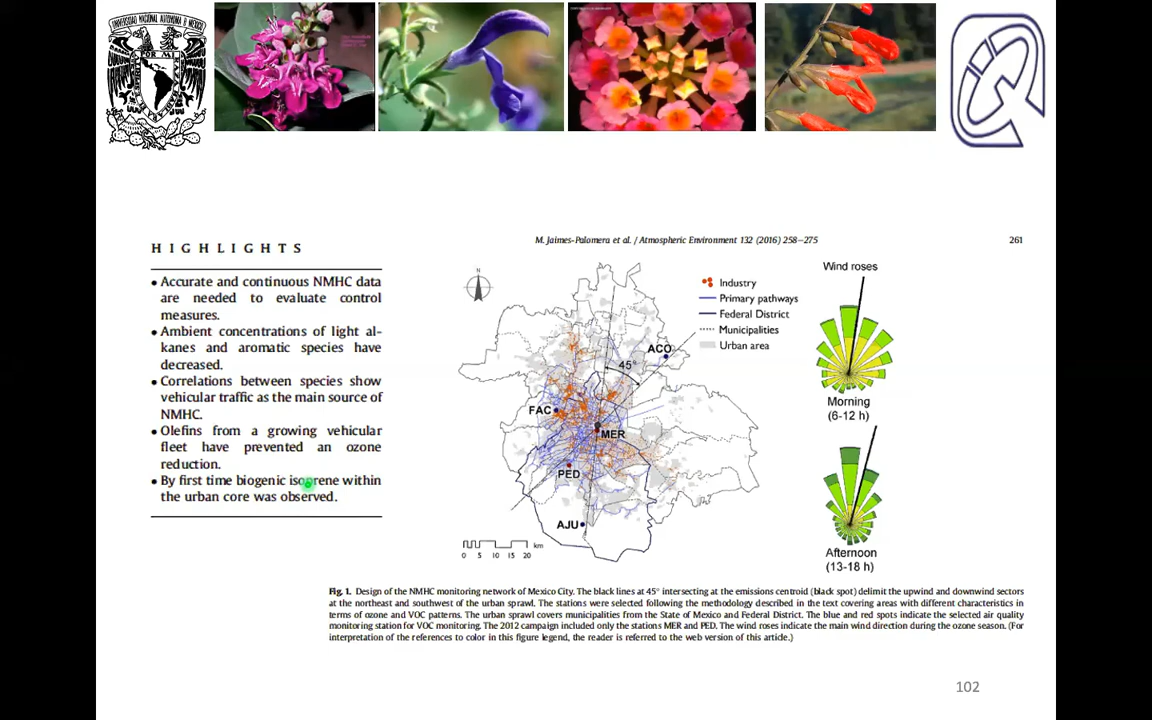 HIGHLIGHTS
• Accurate and continuous NMHC data
are needed to evaluate control
measures.
• Ambient concentrations of light al-
kanes and aromatic species have
decreased.
• Correlations between species show
vehicular traffic as the main source of
NMHC.
• Olefins from a growing vehicular
fleet have prevented an ozone
reduction.
• By first time biogenic isoprene within
the urban core was observed.
M. Jaimes-Palomera et al. / Atmospheric Environment 132 (2016) 258–275
261
N
Industry
Primary pathways
Federal District
Municipalities
Urban area
ACO
45°
FAC
MER
PED
AJU
km
0 5 10 15 20
Wind roses
Morning
(6-12 h)
Afternoon
(13-18 h)
Fig. 1. Design of the NMHC monitoring network of Mexico City. The black lines at 45° intersecting at the emissions centroid (black spot) delimit the upwind and downwind sectors
at the northeast and southwest of the urban sprawl. The stations were selected following the methodology described in the text covering areas with different characteristics in
terms of ozone and VOC patterns. The urban sprawl covers municipalities from the State of Mexico and Federal District. The blue and red spots indicate the selected air quality
monitoring station for VOC monitoring. The 2012 campaign included only the stations MER and PED. The wind roses indicate the main wind direction during the ozone season. (For
interpretation of the references to color in this figure legend, the reader is referred to the web version of this article.)
102